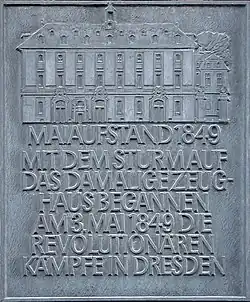 MAIAUFSTAND 1849
MIT DEM STURM AUF
DAS DAMALIGE ZEUG-
HAUS BEGANNEN
AM 3. MAI 1849 DIE
REVOLUTIONÄREN
KÄMPFE IN DRESDEN